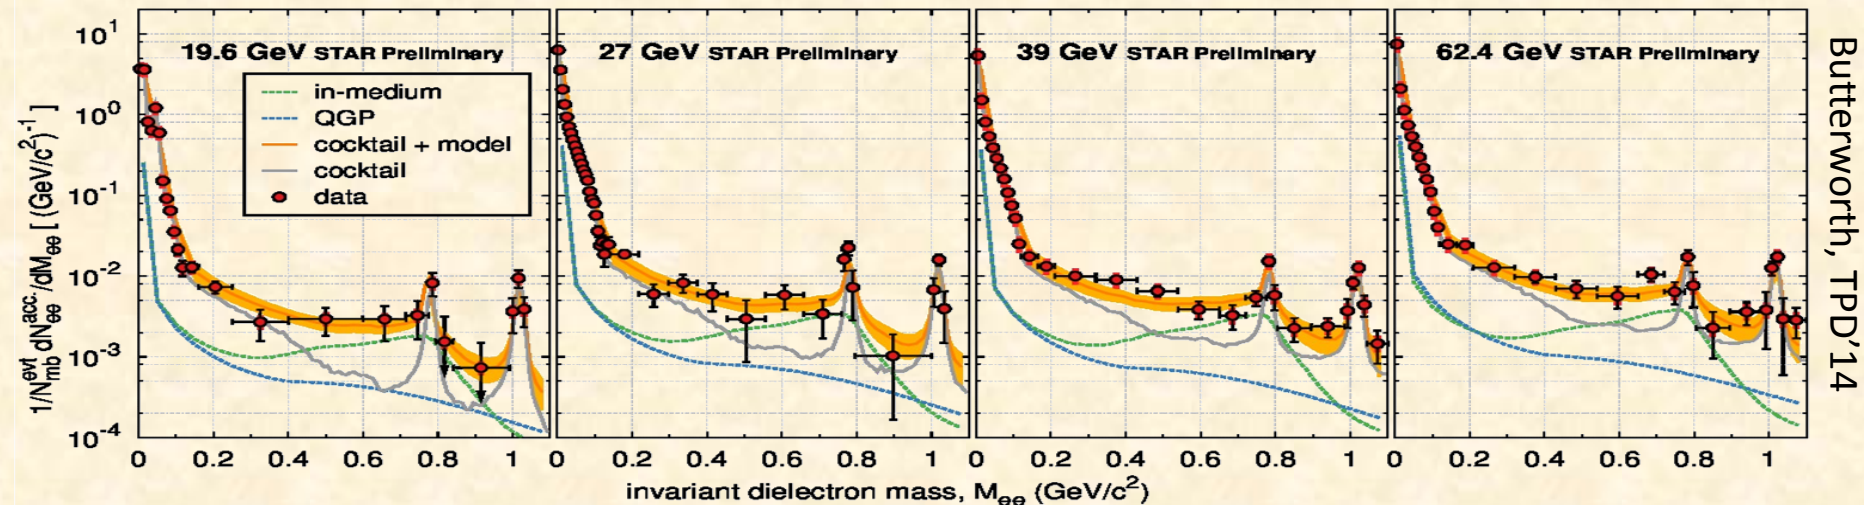 19.6 GeV STAR Preliminary
27 GeV STAR Preliminary
39 GeV STAR Preliminary
62.4 GeV STAR Preliminary
in-medium
QGP
cocktail + model
cocktail
data
10¹
10⁰
10⁻¹
10⁻²
10⁻³
10⁻⁴
1/N_mb^evt dN_ee^acc./dM_ee [ (GeV/c²)⁻¹ ]
0 0.2 0.4 0.6 0.8 1
0 0.2 0.4 0.6 0.8 1
0 0.2 0.4 0.6 0.8 1
0 0.2 0.4 0.6 0.8 1
invariant dielectron mass, M_ee (GeV/c²)
Butterworth, TPD'14